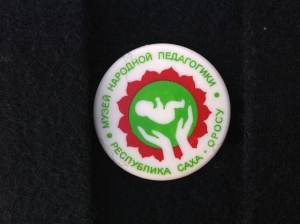 МУЗЕЙ НАРОДНОЙ ПЕДАГОГИКИ
РЕСПУБЛИКА САХА · ОРОСУ